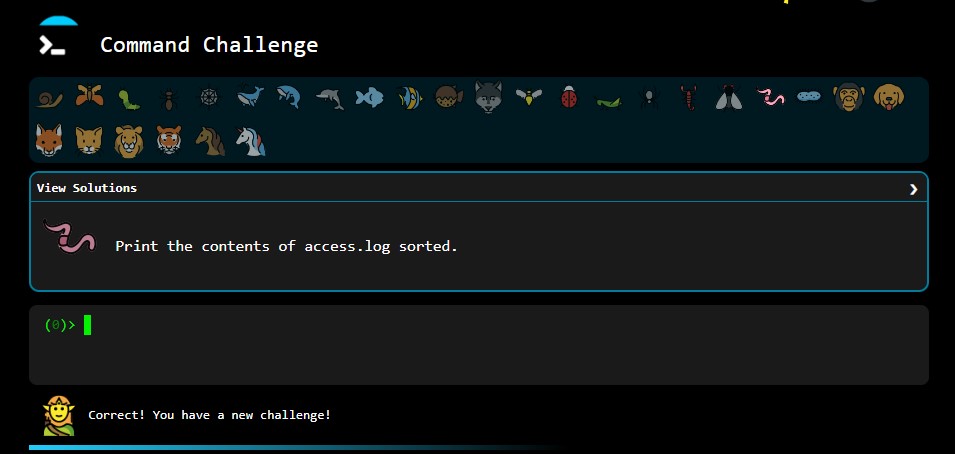 Command Challenge
View Solutions
Print the contents of access.log sorted.
(0)>
Correct! You have a new challenge!